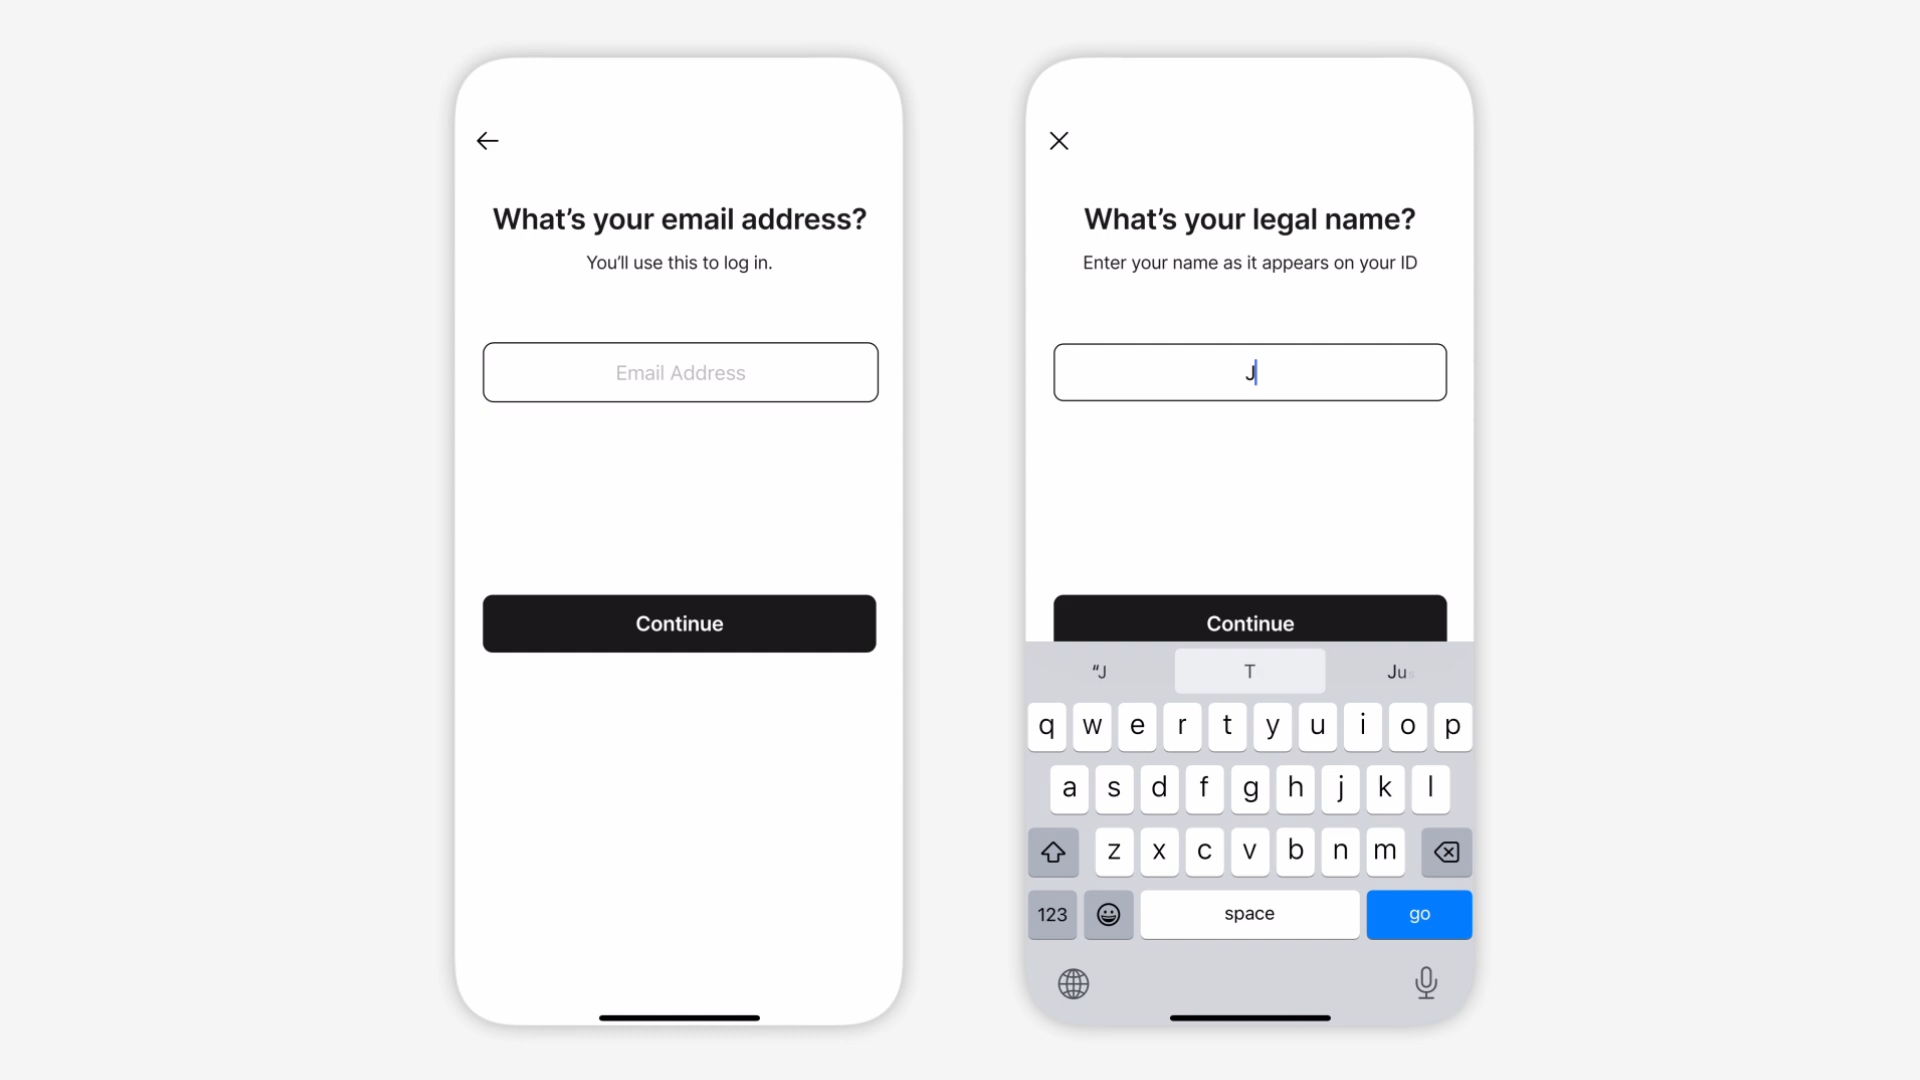 What’s your email address?
You’ll use this to log in.
Email Address
Continue
What’s your legal name?
Enter your name as it appears on your ID
J
Continue
“J
T
Ju
q w e r t y u i o p
a s d f g h j k l
z x c v b n m
123
space
go